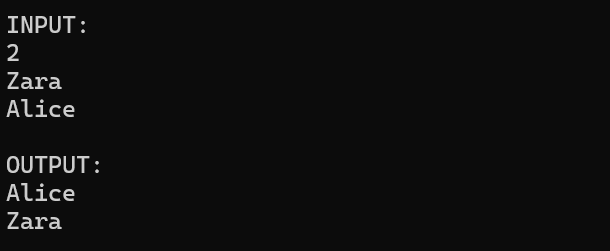 INPUT:
2
Zara
Alice

OUTPUT:
Alice
Zara